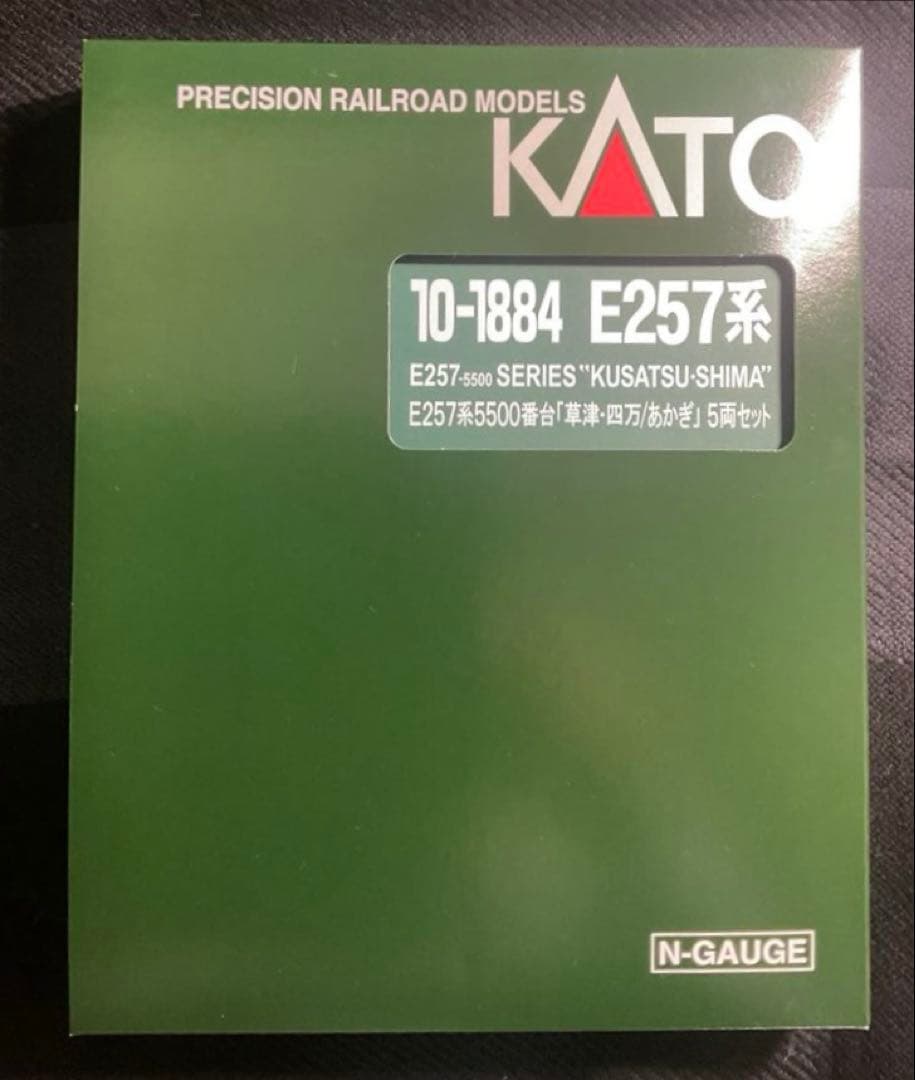 PRECISION RAILROAD MODELS
KATO
10-1884 E257系
E257-5500 SERIES "KUSATSU·SHIMA"
E257系5500番台「草津・四万/あかぎ」5両セット
N-GAUGE